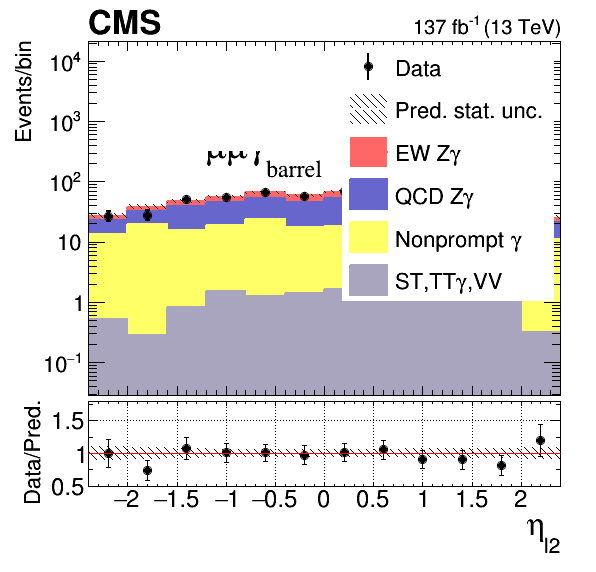 CMS
137 fb⁻¹ (13 TeV)
Events/bin
10⁴
10³
10²
10
1
10⁻¹
Data
Pred. stat. unc.
EW Zγ
QCD Zγ
Nonprompt γ
ST,TTγ,VV
μμγ barrel
Data/Pred.
1.5
1
0.5
−2 −1.5 −1 −0.5 0 0.5 1 1.5 2
η_l2